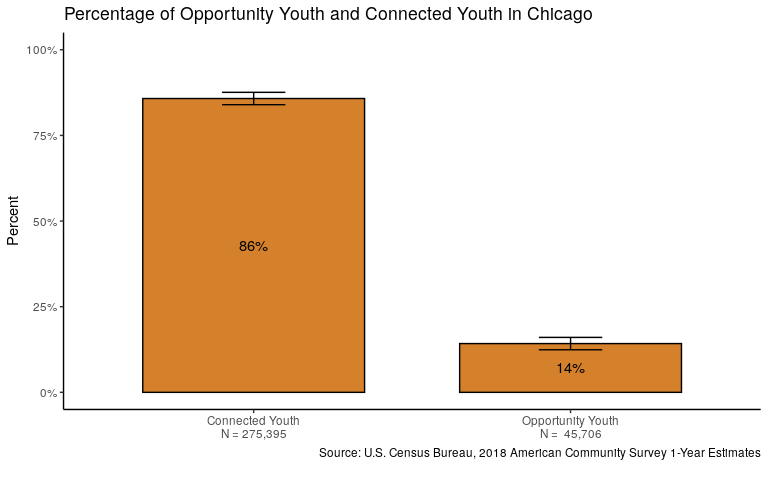 Percentage of Opportunity Youth and Connected Youth in Chicago
100%
75%
50%
25%
0%
Percent
86%
14%
Connected Youth
N = 275,395
Opportunity Youth
N =  45,706
Source: U.S. Census Bureau, 2018 American Community Survey 1-Year Estimates